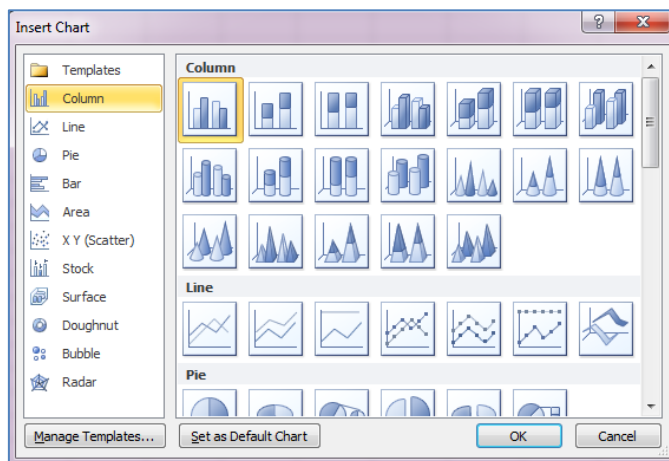 Insert Chart
Templates
Column
Line
Pie
Bar
Area
X Y (Scatter)
Stock
Surface
Doughnut
Bubble
Radar
Column
Line
Pie
Manage Templates...
Set as Default Chart
OK
Cancel